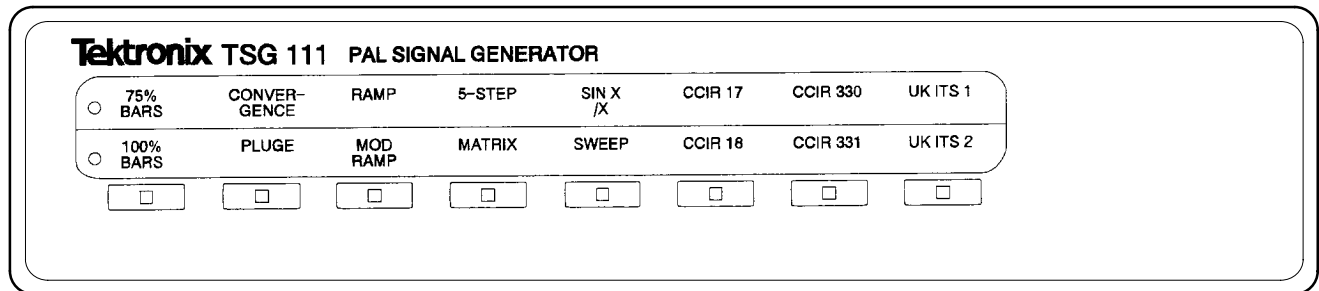 Tektronix TSG 111 PAL SIGNAL GENERATOR
75% BARS CONVER- GENCE RAMP 5-STEP SIN X /X CCIR 17 CCIR 330 UK ITS 1
100% BARS PLUGE MOD RAMP MATRIX SWEEP CCIR 18 CCIR 331 UK ITS 2